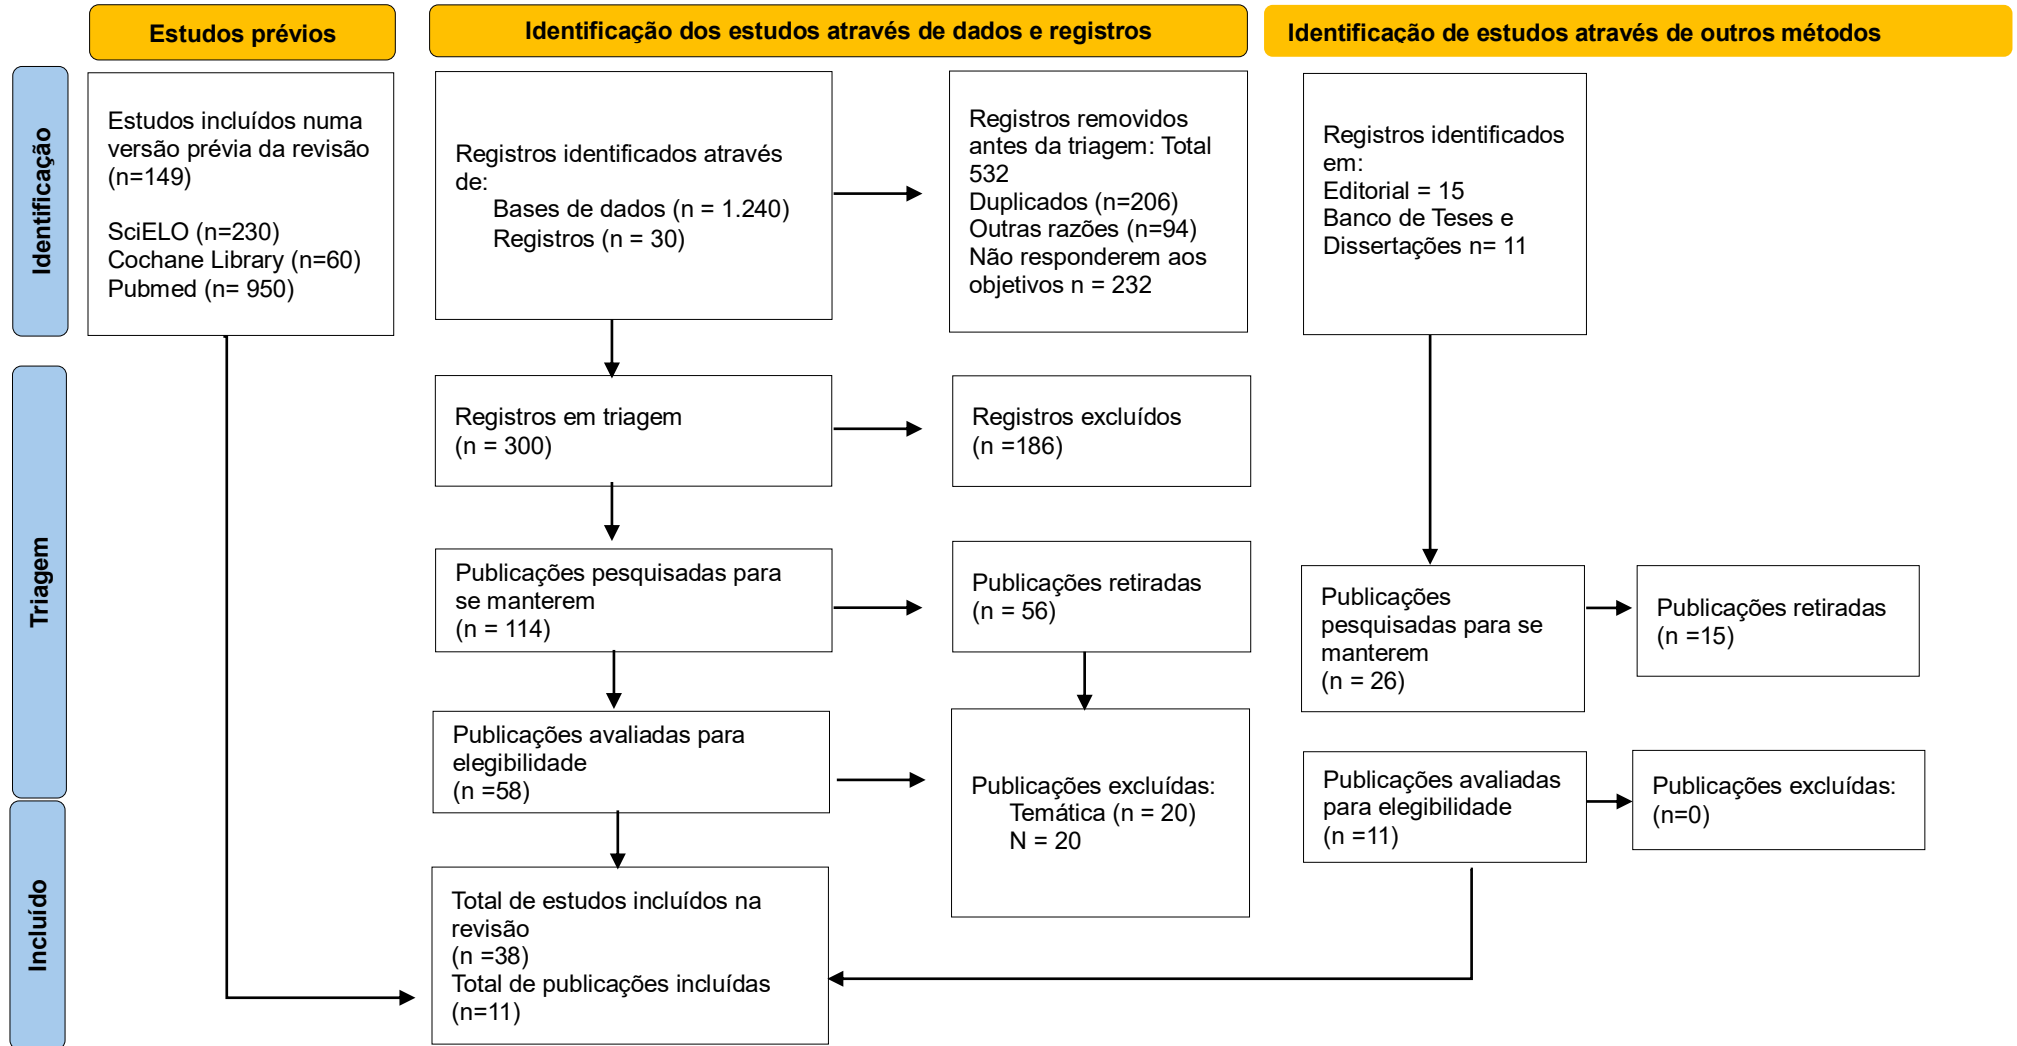 Estudos prévios
Identificação dos estudos através de dados e registros
Identificação de estudos através de outros métodos
Identificação
Estudos incluídos numa
versão prévia da revisão
(n=149)
SciELO (n=230)
Cochane Library (n=60)
Pubmed (n= 950)
Registros identificados através
de:
Bases de dados (n = 1.240)
Registros (n = 30)
Registros removidos
antes da triagem: Total
532
Duplicados (n=206)
Outras razões (n=94)
Não responderem aos
objetivos n = 232
Registros identificados
em:
Editorial = 15
Banco de Teses e
Dissertações n= 11
Triagem
Registros em triagem
(n = 300)
Registros excluídos
(n =186)
Publicações pesquisadas para
se manterem
(n = 114)
Publicações retiradas
(n = 56)
Publicações
pesquisadas para se
manterem
(n = 26)
Publicações retiradas
(n =15)
Publicações avaliadas para
elegibilidade
(n =58)
Publicações excluídas:
Temática (n = 20)
N = 20
Publicações avaliadas
para elegibilidade
(n =11)
Publicações excluídas:
(n=0)
Incluído
Total de estudos incluídos na
revisão
(n =38)
Total de publicações incluídas
(n=11)